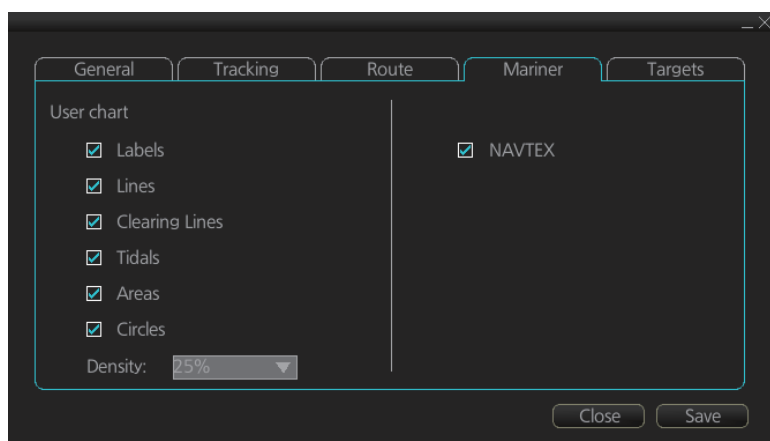 General Tracking Route Mariner Targets
User chart
Labels
NAVTEX
Lines
Clearing Lines
Tidals
Areas
Circles
Density: 25%
Close Save